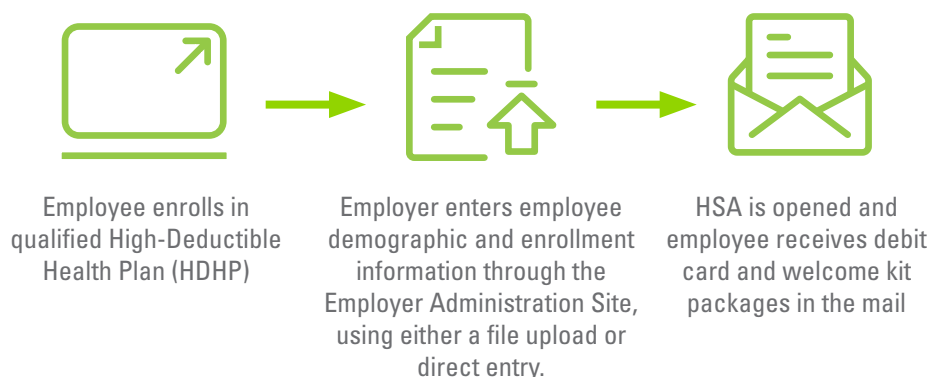 Employee enrolls in
qualified High-Deductible
Health Plan (HDHP)
Employer enters employee
demographic and enrollment
information through the
Employer Administration Site,
using either a file upload or
direct entry.
HSA is opened and
employee receives debit
card and welcome kit
packages in the mail